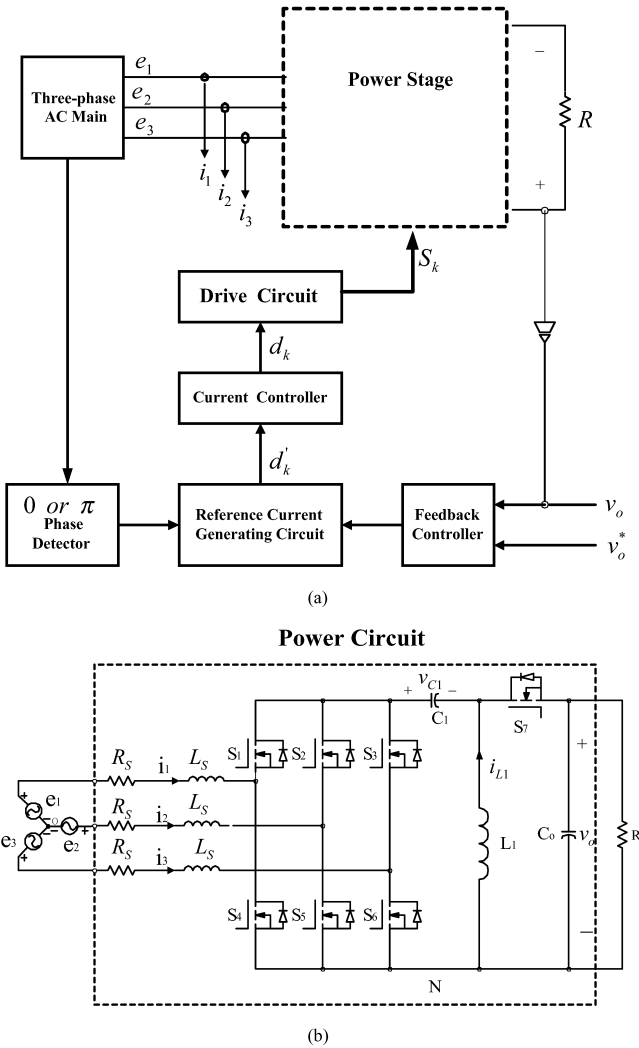 e1
e2
e3
Three-phase
AC Main
Power Stage
−
R
+
i1
i2
i3
Sk
Drive Circuit
dk
Current Controller
d'k
0 or π
Phase
Detector
Reference Current
Generating Circuit
Feedback
Controller
vo
vo*
(a)
Power Circuit
+ vC1 −
C1
S7
S1
S2
S3
RS
i1
LS
iL1
+
e1
+
−
o
−
−
+
e3
e2
+
RS
i2
LS
RS
i3
LS
L1
Co
vo
R
S4
S5
S6
−
N
(b)